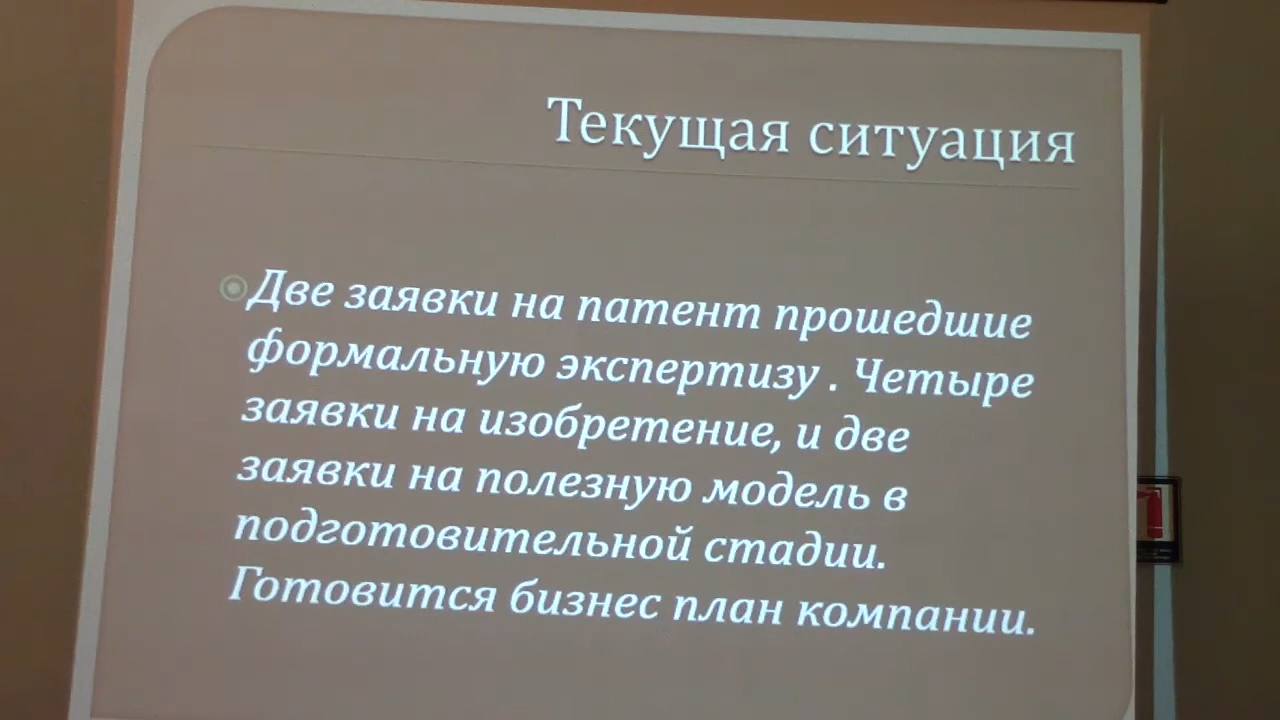 Текущая ситуация
Две заявки на патент прошедшие
формальную экспертизу . Четыре
заявки на изобретение, и две
заявки на полезную модель в
подготовительной стадии.
Готовится бизнес план компании.